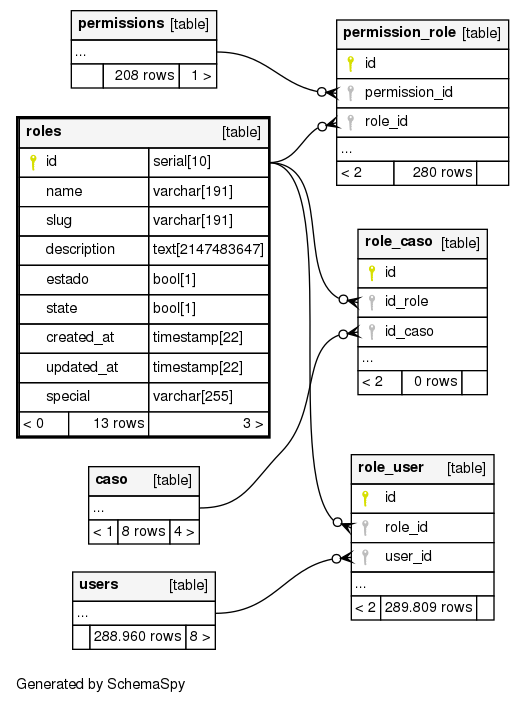 permissions [table]
...
208 rows 1 >
permission_role [table]
id
permission_id
role_id
...
< 2 280 rows
roles [table]
id serial[10]
name varchar[191]
slug varchar[191]
description text[2147483647]
estado bool[1]
state bool[1]
created_at timestamp[22]
updated_at timestamp[22]
special varchar[255]
< 0 13 rows 3 >
role_caso [table]
id
id_role
id_caso
...
< 2 0 rows
caso [table]
...
< 1 8 rows 4 >
role_user [table]
id
role_id
user_id
...
< 2 289.809 rows
users [table]
...
288.960 rows 8 >
Generated by SchemaSpy